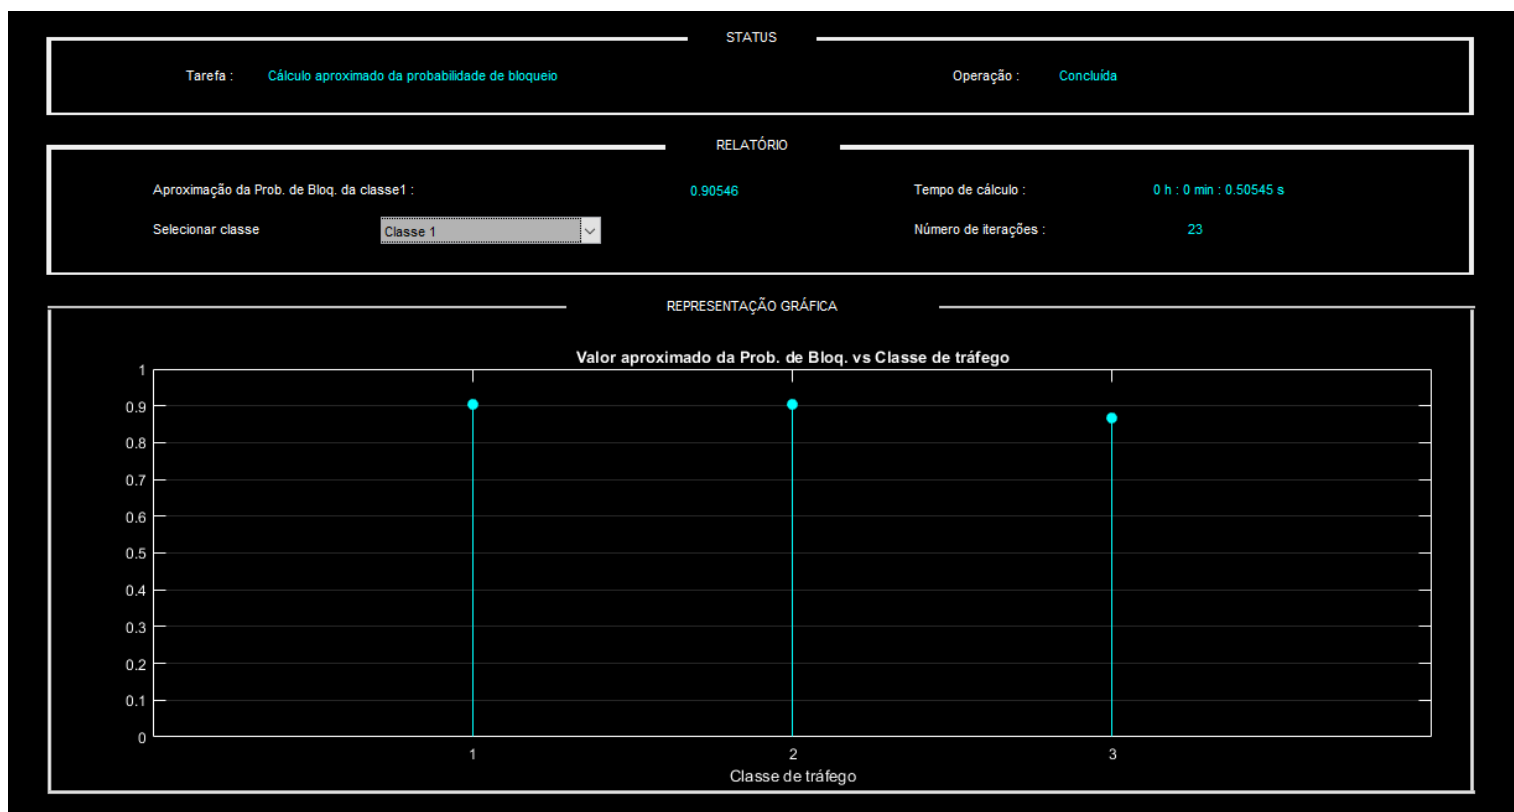 STATUS
Tarefa : Cálculo aproximado da probabilidade de bloqueio Operação : Concluída
RELATÓRIO
Aproximação da Prob. de Bloq. da classe1 : 0.90546 Tempo de cálculo : 0 h : 0 min : 0.50545 s
Selecionar classe Classe 1 Número de iterações : 23
REPRESENTAÇÃO GRÁFICA
Valor aproximado da Prob. de Bloq. vs Classe de tráfego
1
0.9
0.8
0.7
0.6
0.5
0.4
0.3
0.2
0.1
0
1 2 3
Classe de tráfego